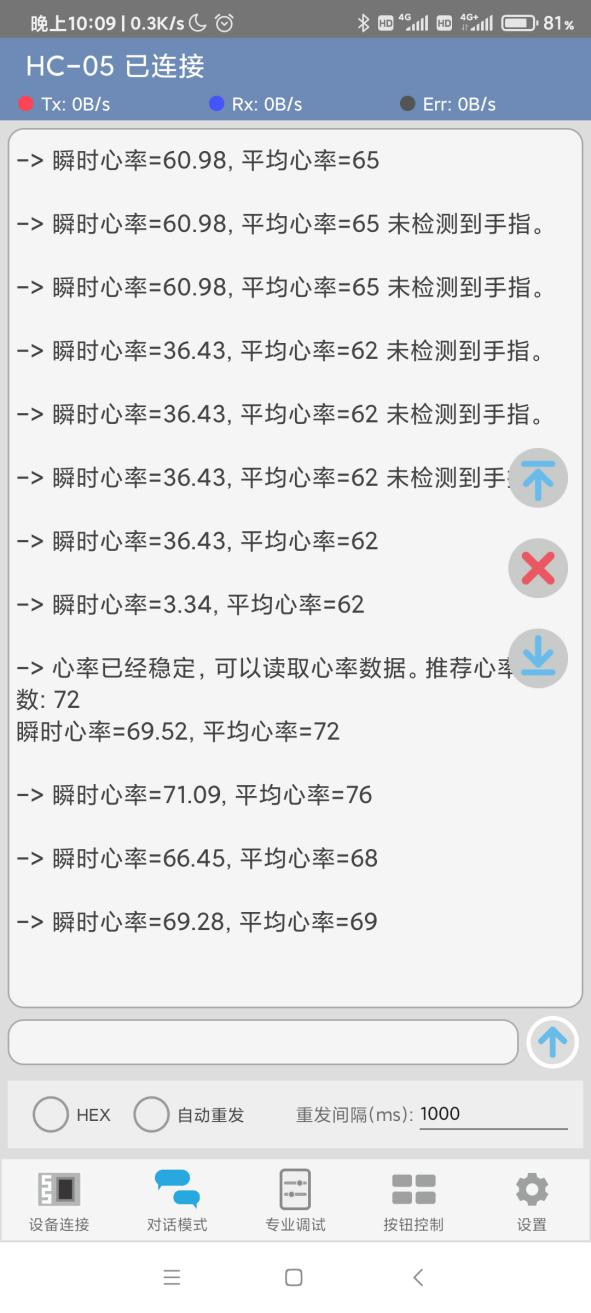 晚上10:09 | 0.3K/s HD 4G HD 4G+ 81%
HC-05 已连接
Tx: 0B/s Rx: 0B/s Err: 0B/s
-> 瞬时心率=60.98, 平均心率=65
-> 瞬时心率=60.98, 平均心率=65 未检测到手指。
-> 瞬时心率=60.98, 平均心率=65 未检测到手指。
-> 瞬时心率=36.43, 平均心率=62 未检测到手指。
-> 瞬时心率=36.43, 平均心率=62 未检测到手指。
-> 瞬时心率=36.43, 平均心率=62 未检测到手
-> 瞬时心率=36.43, 平均心率=62
-> 瞬时心率=3.34, 平均心率=62
-> 心率已经稳定，可以读取心率数据。推荐心率
数: 72
瞬时心率=69.52, 平均心率=72
-> 瞬时心率=71.09, 平均心率=76
-> 瞬时心率=66.45, 平均心率=68
-> 瞬时心率=69.28, 平均心率=69
HEX 自动重发 重发间隔(ms): 1000
设备连接 对话模式 专业调试 按钮控制 设置